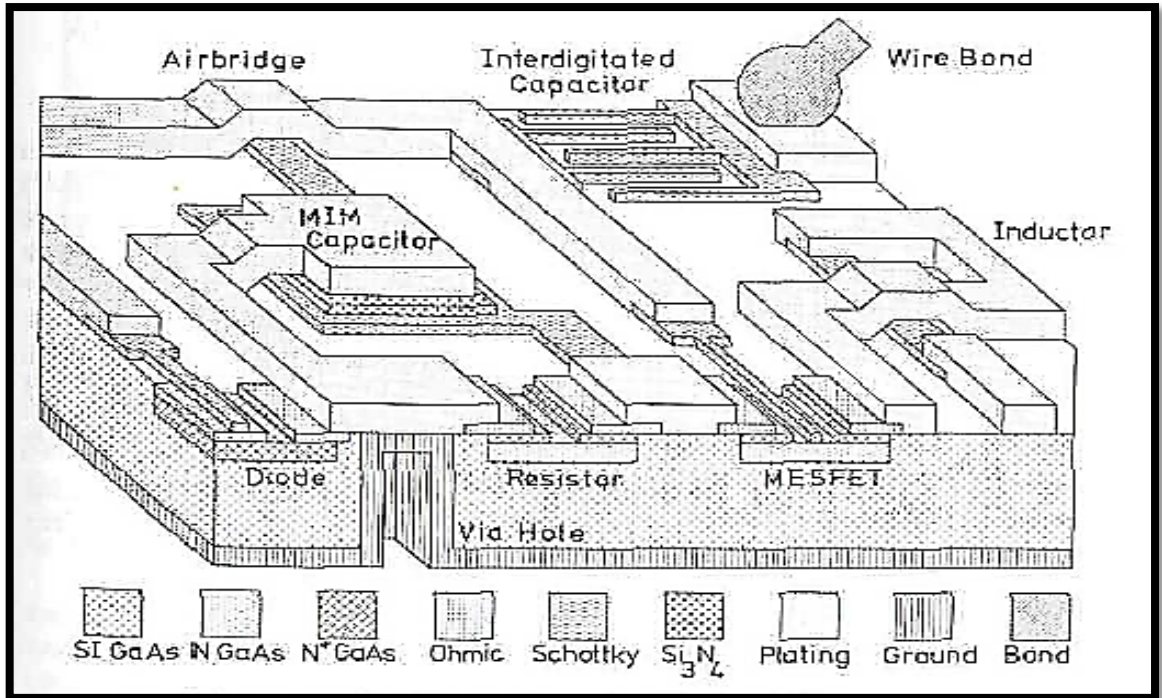 Airbridge
Interdigitated
Capacitor
Wire Bond
MIM
Capacitor
Inductor
Diode
Resistor
MESFET
Via Hole
SI GaAs
N GaAs
N⁺GaAs
Ohmic
Schottky
Si₃N₄
Plating
Ground
Bond